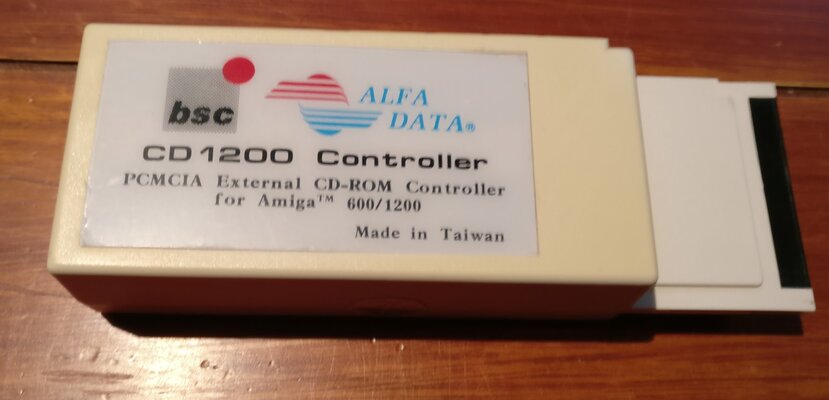 bsc
ALFA
DATA®
CD1200 Controller
PCMCIA External CD-ROM Controller
for Amiga™ 600/1200
Made in Taiwan